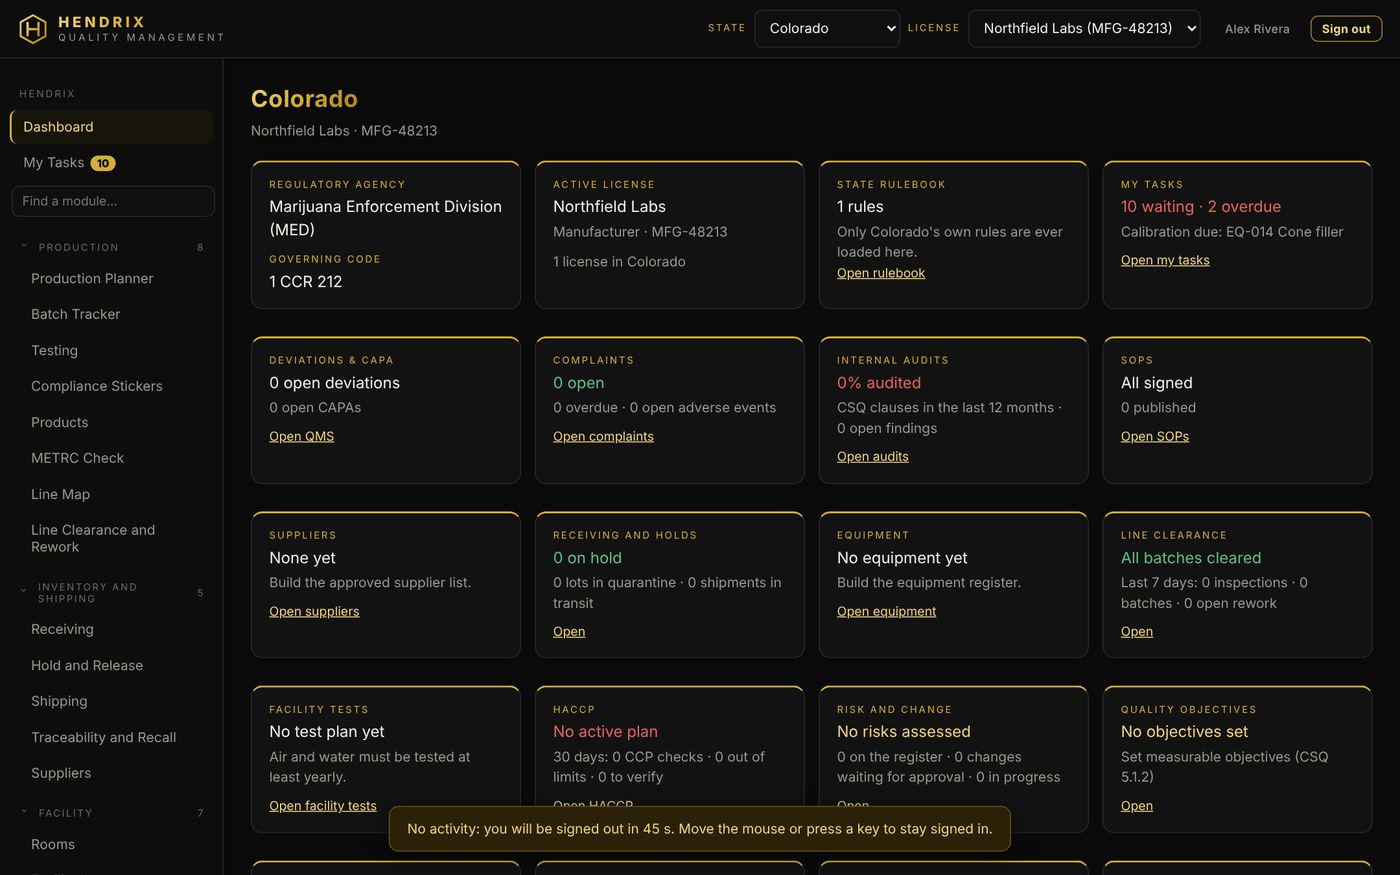 HENDRIX
QUALITY MANAGEMENT
STATE
Colorado
LICENSE
Northfield Labs (MFG-48213)
Alex Rivera
Sign out
HENDRIX
Dashboard
My Tasks 10
Find a module...
PRODUCTION 8
Production Planner
Batch Tracker
Testing
Compliance Stickers
Products
METRC Check
Line Map
Line Clearance and
Rework
INVENTORY AND
SHIPPING 5
Receiving
Hold and Release
Shipping
Traceability and Recall
Suppliers
FACILITY 7
Rooms
Colorado
Northfield Labs · MFG-48213
REGULATORY AGENCY
Marijuana Enforcement Division
(MED)
GOVERNING CODE
1 CCR 212
ACTIVE LICENSE
Northfield Labs
Manufacturer · MFG-48213
1 license in Colorado
STATE RULEBOOK
1 rules
Only Colorado's own rules are ever
loaded here.
Open rulebook
MY TASKS
10 waiting · 2 overdue
Calibration due: EQ-014 Cone filler
Open my tasks
DEVIATIONS & CAPA
0 open deviations
0 open CAPAs
Open QMS
COMPLAINTS
0 open
0 overdue · 0 open adverse events
Open complaints
INTERNAL AUDITS
0% audited
CSQ clauses in the last 12 months ·
0 open findings
Open audits
SOPS
All signed
0 published
Open SOPs
SUPPLIERS
None yet
Build the approved supplier list.
Open suppliers
RECEIVING AND HOLDS
0 on hold
0 lots in quarantine · 0 shipments in
transit
Open
EQUIPMENT
No equipment yet
Build the equipment register.
Open equipment
LINE CLEARANCE
All batches cleared
Last 7 days: 0 inspections · 0
batches · 0 open rework
Open
FACILITY TESTS
No test plan yet
Air and water must be tested at
least yearly.
Open facility tests
HACCP
No active plan
30 days: 0 CCP checks · 0 out of
limits · 0 to verify
Open HACCP
RISK AND CHANGE
No risks assessed
0 on the register · 0 changes
waiting for approval · 0 in progress
Open
QUALITY OBJECTIVES
No objectives set
Set measurable objectives (CSQ
5.1.2)
Open
No activity: you will be signed out in 45 s. Move the mouse or press a key to stay signed in.